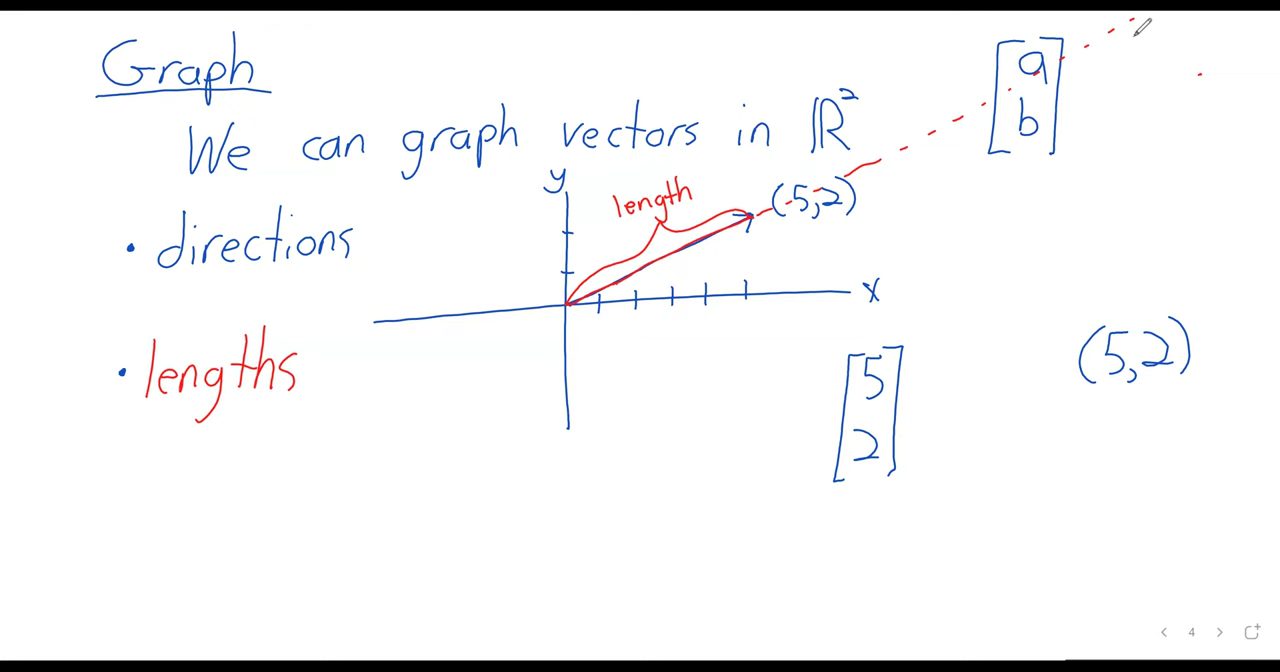 Graph
We can graph vectors in ℝ²
[a
b]
y
length
(5,2)
• directions
x
• lengths
[5
2]
(5,2)
< 4 >